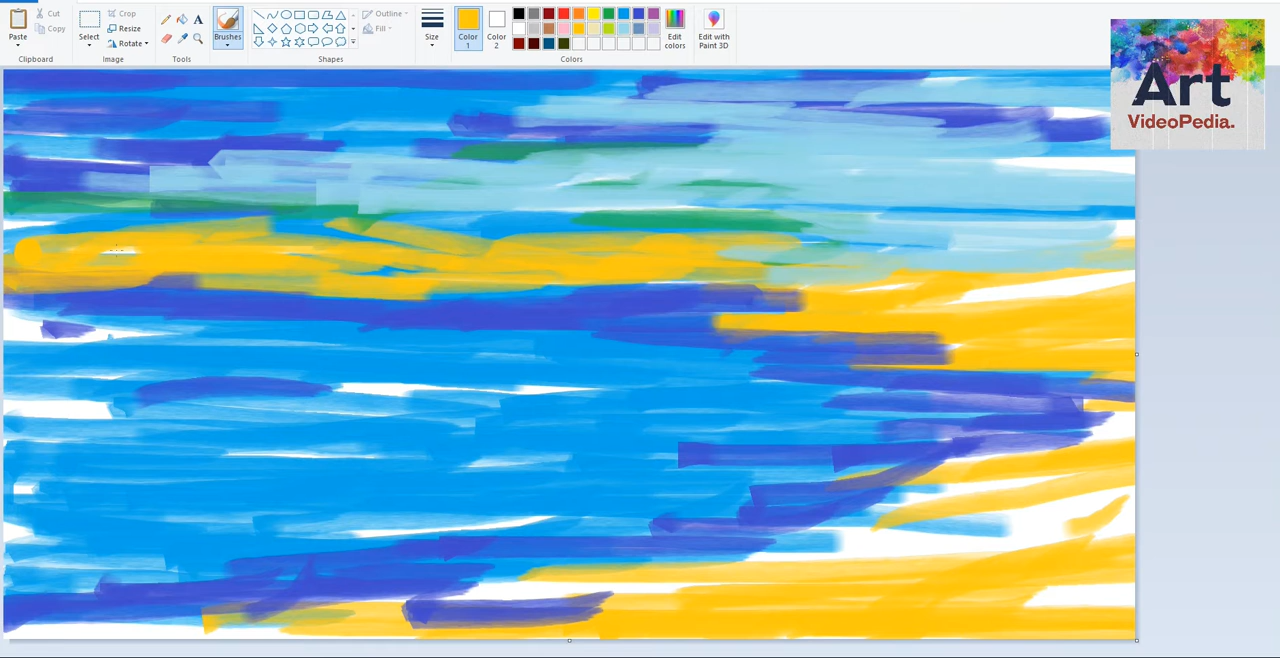 Paste
Cut
Copy
Clipboard
Select
Crop
Resize
Rotate
Image
A
Tools
Brushes
Outline
Fill
Shapes
Size
Color
1
Color
2
Edit
colors
Colors
Edit with
Paint 3D
Art
VideoPedia.